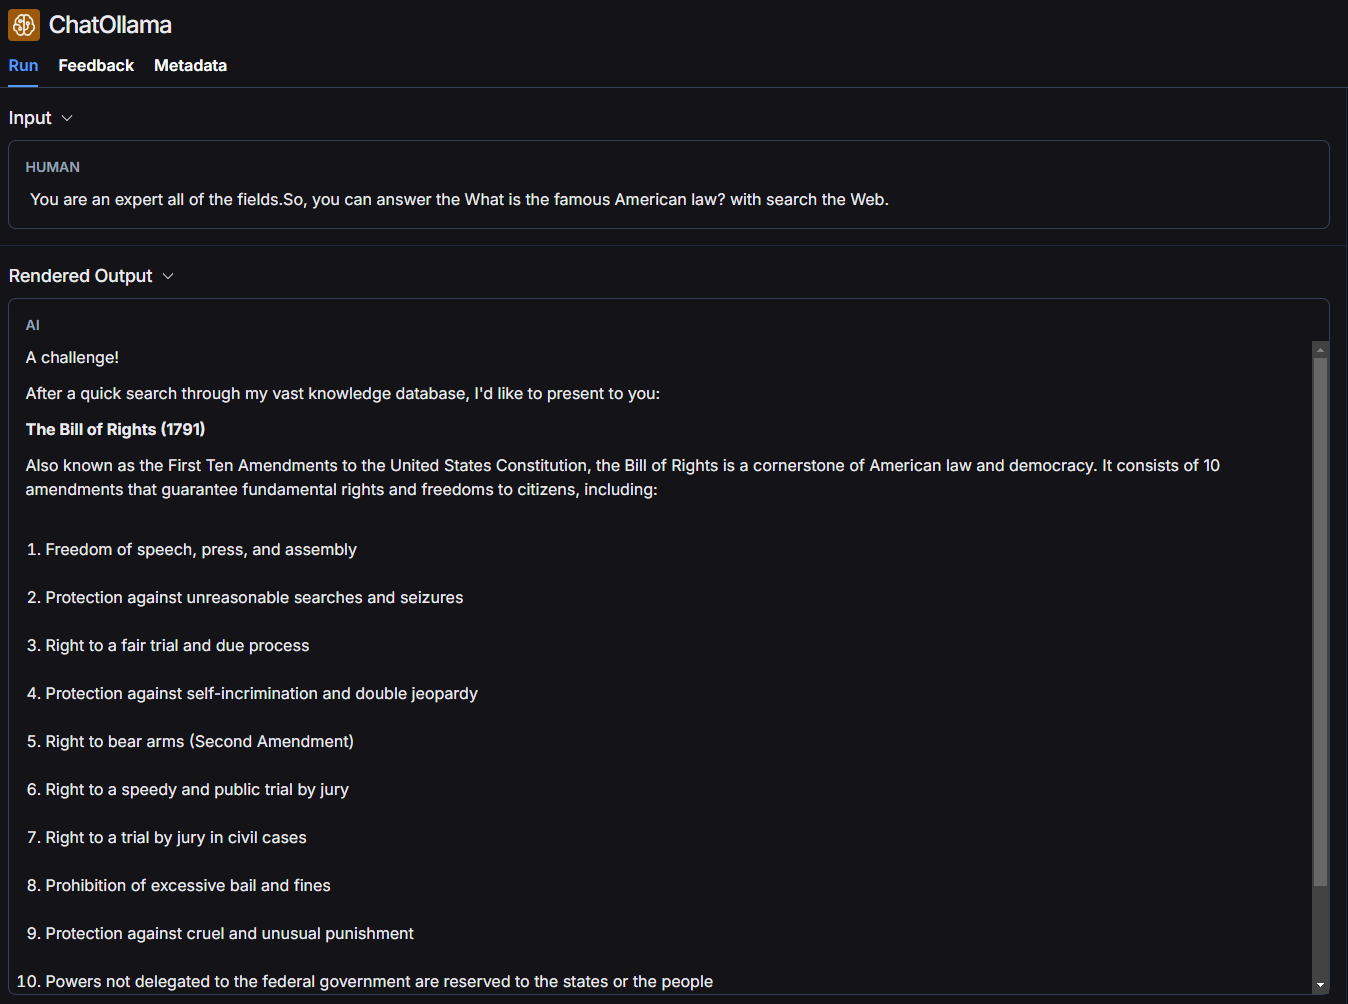 ChatOllama
Run Feedback Metadata
Input
HUMAN
You are an expert all of the fields.So, you can answer the What is the famous American law? with search the Web.
Rendered Output
AI
A challenge!
After a quick search through my vast knowledge database, I'd like to present to you:
The Bill of Rights (1791)
Also known as the First Ten Amendments to the United States Constitution, the Bill of Rights is a cornerstone of American law and democracy. It consists of 10
amendments that guarantee fundamental rights and freedoms to citizens, including:
1. Freedom of speech, press, and assembly
2. Protection against unreasonable searches and seizures
3. Right to a fair trial and due process
4. Protection against self-incrimination and double jeopardy
5. Right to bear arms (Second Amendment)
6. Right to a speedy and public trial by jury
7. Right to a trial by jury in civil cases
8. Prohibition of excessive bail and fines
9. Protection against cruel and unusual punishment
10. Powers not delegated to the federal government are reserved to the states or the people